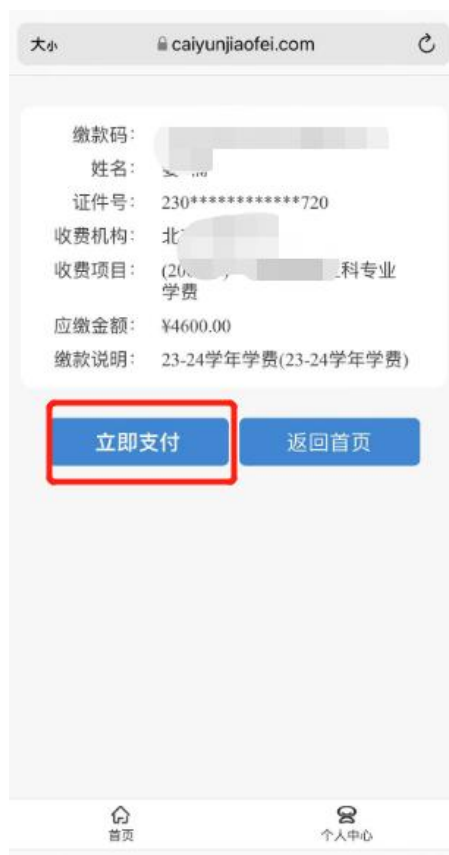 大小 caiyunjiaofei.com
缴款码：
姓名：
证件号： 230************720
收费机构： 北
收费项目： (20 科专业
学费
应缴金额： ¥4600.00
缴款说明： 23-24学年学费(23-24学年学费)
立即支付 返回首页
首页 个人中心